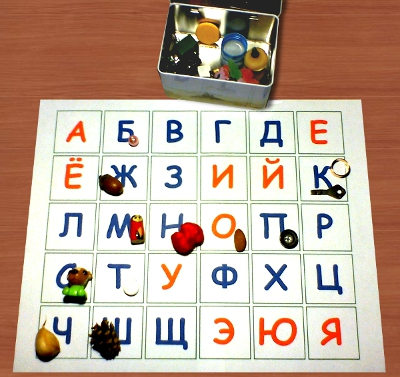 А Б В Г Д Е
Ё Ж З И Й К
Л М Н О П Р
С Т У Ф Х Ц
Ч Ш Щ Э Ю Я